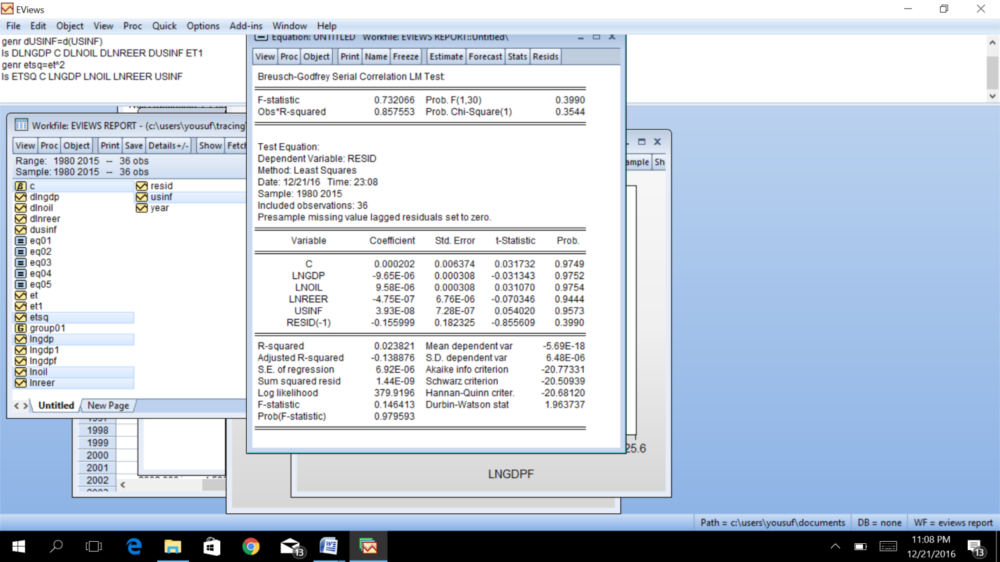 EViews
File Edit Object View Proc Quick Options Add-ins Window Help
genr dUSINF=d(USINF)
ls DLNGDP C DLNOIL DLNREER DUSINF ET1
genr etsq=et^2
ls ETSQ C LNGDP LNOIL LNREER USINF
Equation: UNTITLED Workfile: EVIEWS REPORT::Untitled\
View Proc Object Print Name Freeze Estimate Forecast Stats Resids
Breusch-Godfrey Serial Correlation LM Test:
F-statistic 0.732066 Prob. F(1,30) 0.3990
Obs*R-squared 0.857553 Prob. Chi-Square(1) 0.3544
Test Equation:
Dependent Variable: RESID
Method: Least Squares
Date: 12/21/16 Time: 23:08
Sample: 1980 2015
Included observations: 36
Presample missing value lagged residuals set to zero.
Variable Coefficient Std. Error t-Statistic Prob.
C 0.000202 0.006374 0.031732 0.9749
LNGDP -9.65E-06 0.000308 -0.031343 0.9752
LNOIL 9.58E-06 0.000308 0.031070 0.9754
LNREER -4.75E-07 6.76E-06 -0.070346 0.9444
USINF 3.93E-08 7.28E-07 0.054020 0.9573
RESID(-1) -0.155999 0.182325 -0.855609 0.3990
R-squared 0.023821 Mean dependent var -5.69E-18
Adjusted R-squared -0.138876 S.D. dependent var 6.48E-06
S.E. of regression 6.92E-06 Akaike info criterion -20.77331
Sum squared resid 1.44E-09 Schwarz criterion -20.50939
Log likelihood 379.9196 Hannan-Quinn criter. -20.68120
F-statistic 0.146413 Durbin-Watson stat 1.963737
Prob(F-statistic) 0.979593
Workfile: EVIEWS REPORT - (c:\users\yousuf\tracing\
View Proc Object Print Save Details+/- Show Fetch
Range: 1980 2015 -- 36 obs
Sample: 1980 2015 -- 36 obs
c
dlngdp
dlnoil
dlnreer
dusinf
eq01
eq02
eq03
eq04
eq05
et
et1
etsq
group01
lngdp
lngdp1
lngdpf
lnoil
lnreer
resid
usinf
year
Untitled New Page
1997
1998
1999
2000
2001
2002
2003
ample Sh
25.6
LNGDPF
Path = c:\users\yousuf\documents DB = none WF = eviews report
13
11:08 PM
12/21/2016
13